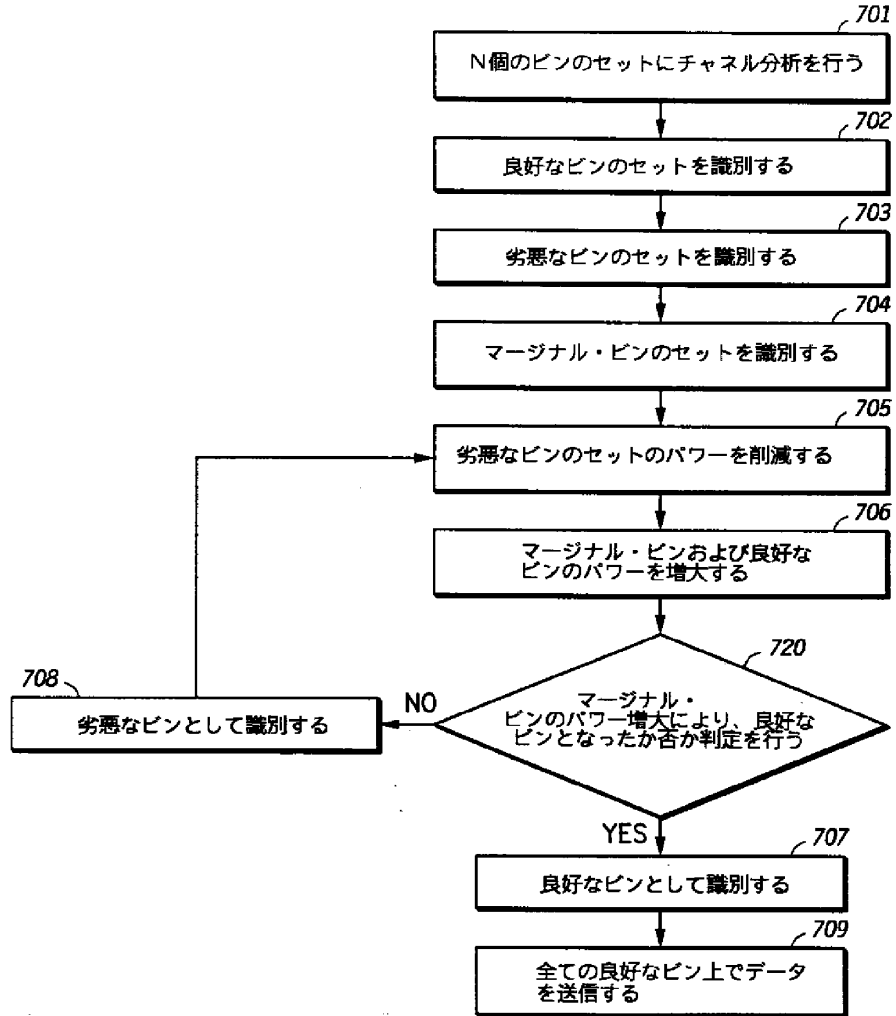 701
N個のビンのセットにチャネル分析を行う
702
良好なビンのセットを識別する
703
劣悪なビンのセットを識別する
704
マージナル・ビンのセットを識別する
705
劣悪なビンのセットのパワーを削減する
706
マージナル・ビンおよび良好な
ビンのパワーを増大する
720
マージナル・
ビンのパワー増大により、良好な
ビンとなったか否か判定を行う
NO
708
劣悪なビンとして識別する
YES
707
良好なビンとして識別する
709
全ての良好なビン上でデータ
を送信する